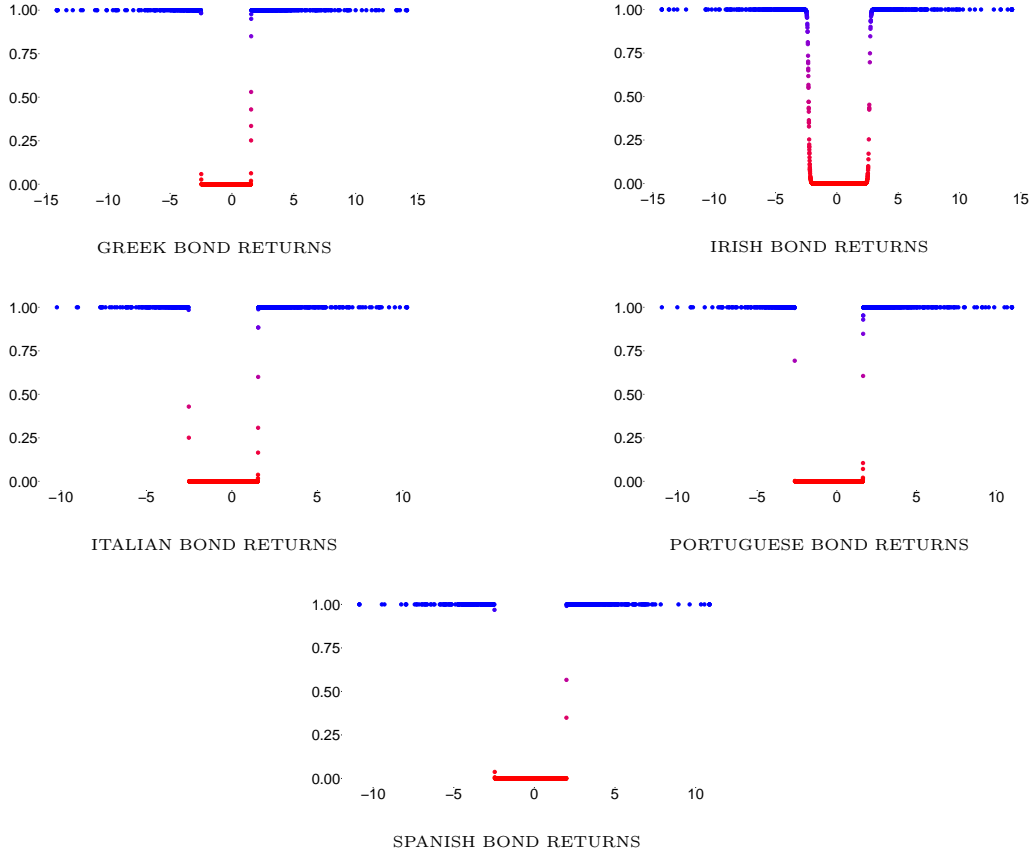 1.00
0.75
0.50
0.25
0.00
−15 −10 −5 0 5 10 15
GREEK BOND RETURNS
1.00
0.75
0.50
0.25
0.00
−15 −10 −5 0 5 10 15
IRISH BOND RETURNS
1.00
0.75
0.50
0.25
0.00
−10 −5 0 5 10
ITALIAN BOND RETURNS
1.00
0.75
0.50
0.25
0.00
−10 −5 0 5 10
PORTUGUESE BOND RETURNS
1.00
0.75
0.50
0.25
0.00
−10 −5 0 5 10
SPANISH BOND RETURNS